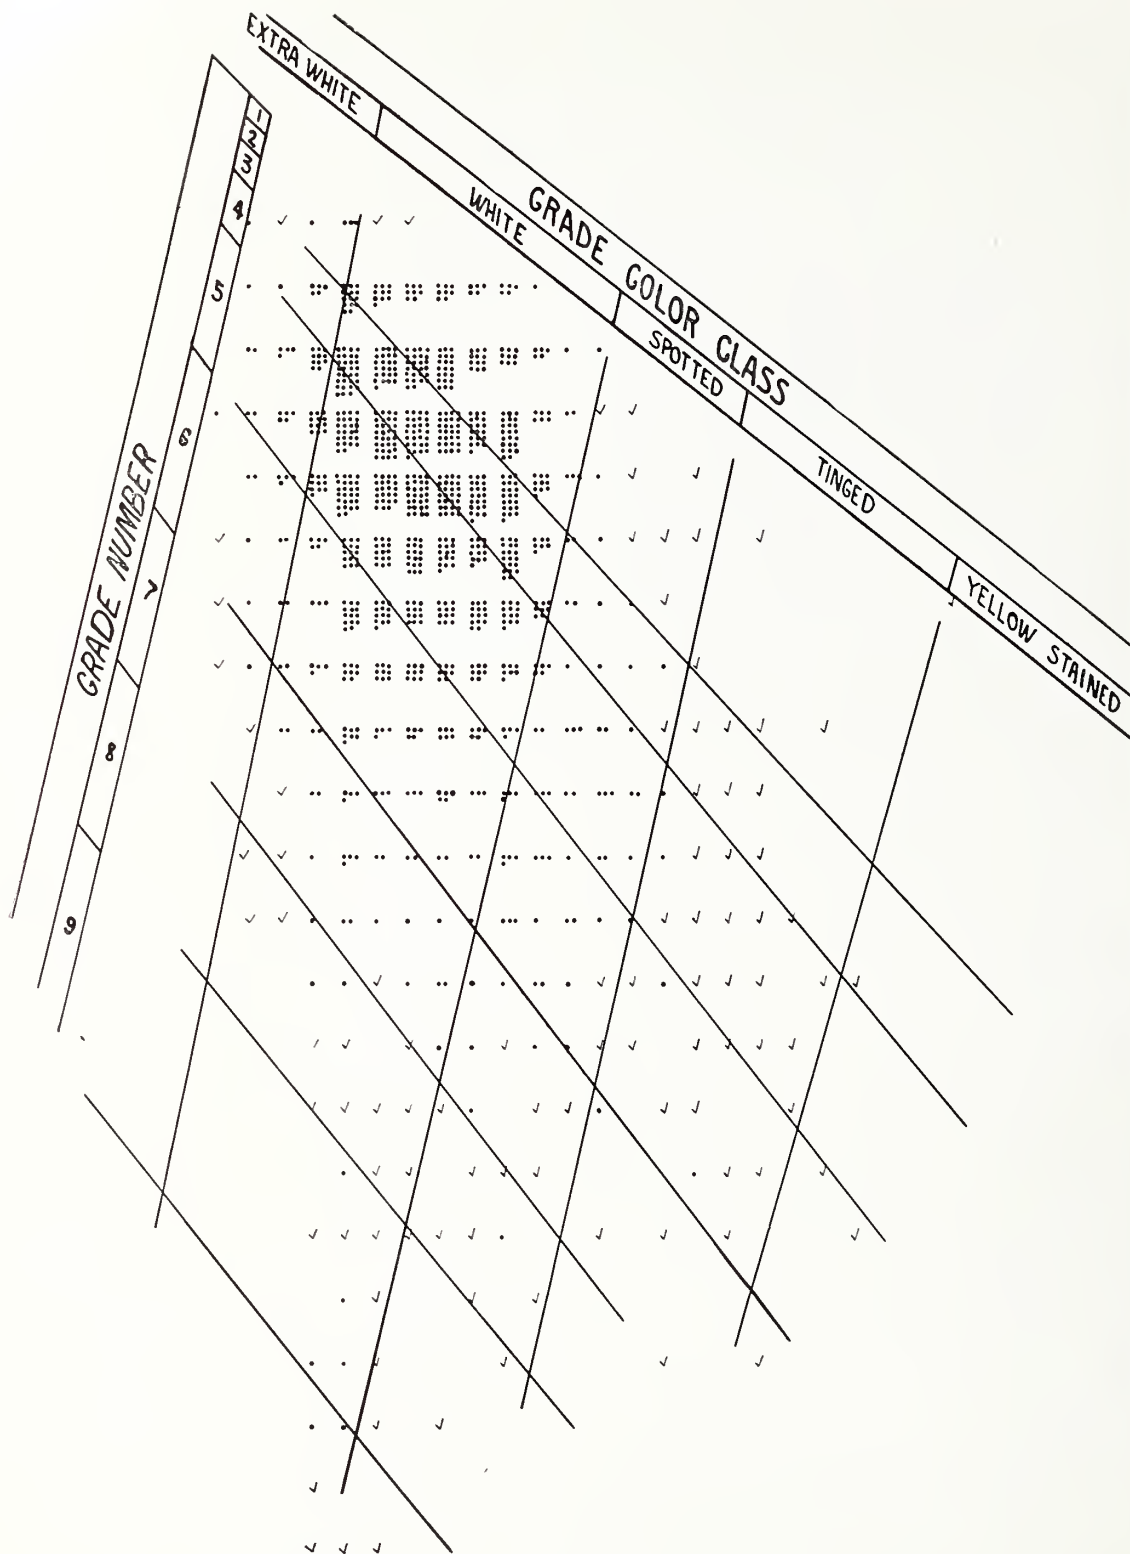 GRADE COLOR CLASS
EXTRA WHITE
WHITE
SPOTTED
TINGED
YELLOW STAINED
GRADE NUMBER
1
2
3
4
5
6
7
8
9